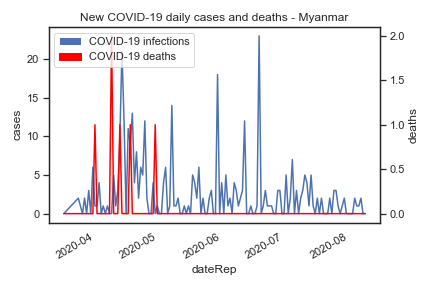 New COVID-19 daily cases and deaths - Myanmar
COVID-19 infections
COVID-19 deaths
cases
20
15
10
5
0
deaths
2.0
1.5
1.0
0.5
0.0
2020-04
2020-05
2020-06
2020-07
2020-08
dateRep